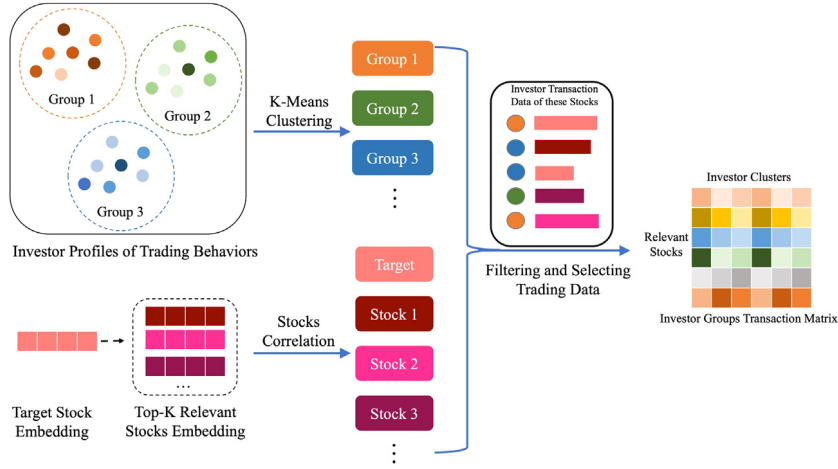 Group 1
Group 2
Group 3
Investor Profiles of Trading Behaviors
K-Means
Clustering
Group 1
Group 2
Group 3
⋮
Target Stock
Embedding
...
Top-K Relevant
Stocks Embedding
Stocks
Correlation
Target
Stock 1
Stock 2
Stock 3
⋮
Investor Transaction
Data of these Stocks
Filtering and Selecting
Trading Data
Investor Clusters
Relevant
Stocks
Investor Groups Transaction Matrix